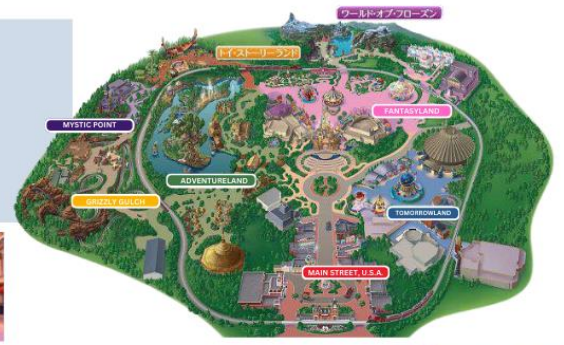 ワールド・オブ・フローズン
トイ・ストーリーランド
FANTASYLAND
MYSTIC POINT
ADVENTURELAND
GRIZZLY GULCH
TOMORROWLAND
MAIN STREET, U.S.A.